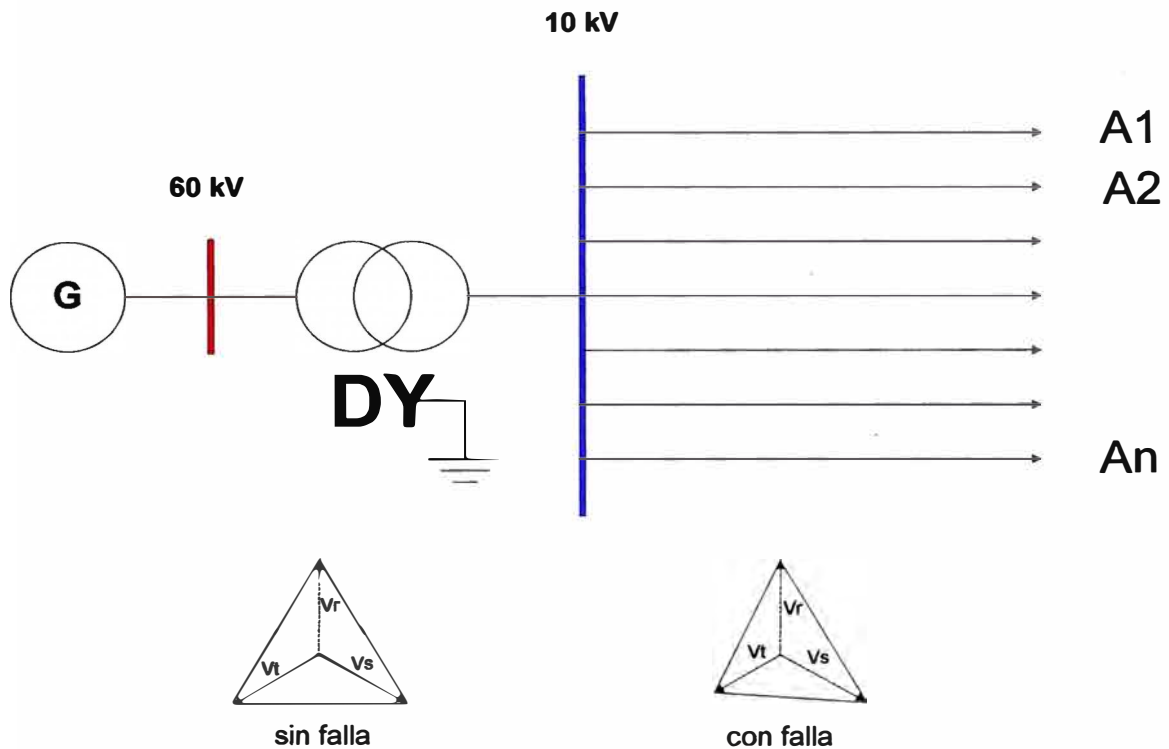 10 kV
A1
60 kV
A2
G
DY
An
Vr
Vt
Vs
sin falla
Vr
Vt
Vs
con falla